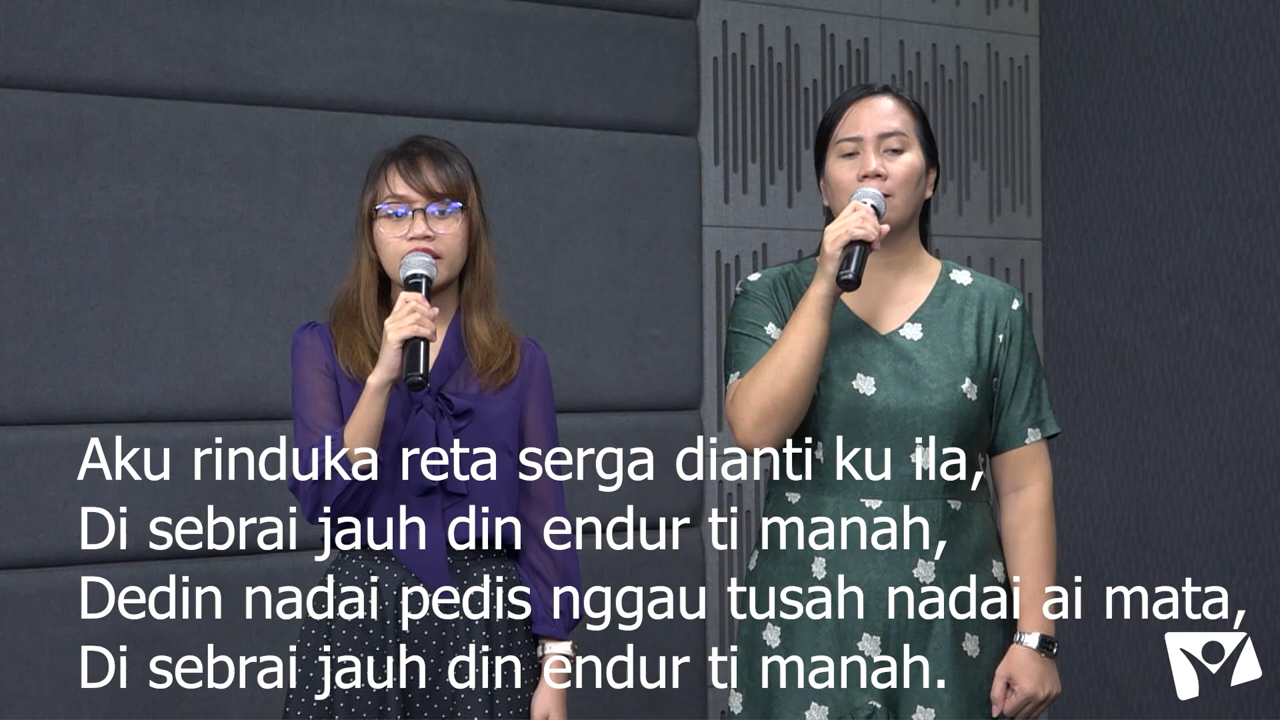 Aku rinduka reta serga dianti ku ila,
Di sebrai jauh din endur ti manah,
Dedin nadai pedis nggau tusah nadai ai mata,
Di sebrai jauh din endur ti manah.